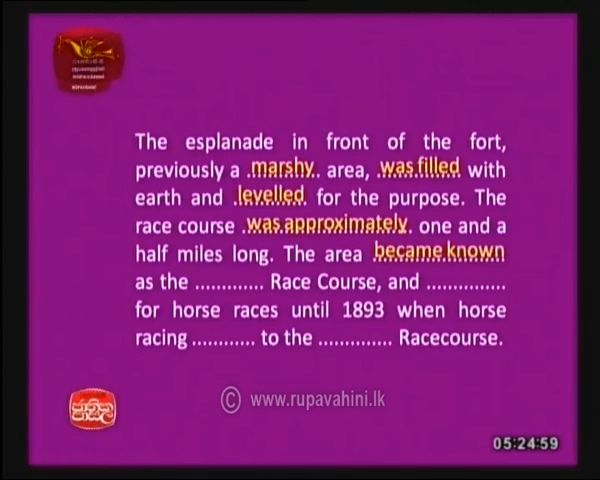 The esplanade in front of the fort,
previously a .marshy. area, .was filled with
earth and .levelled. for the purpose. The
race course .was approximately. one and a
half miles long. The area became known
as the ............. Race Course, and ...............
for horse races until 1893 when horse
racing ............ to the .............. Racecourse.
© www.rupavahini.lk
05:24:59